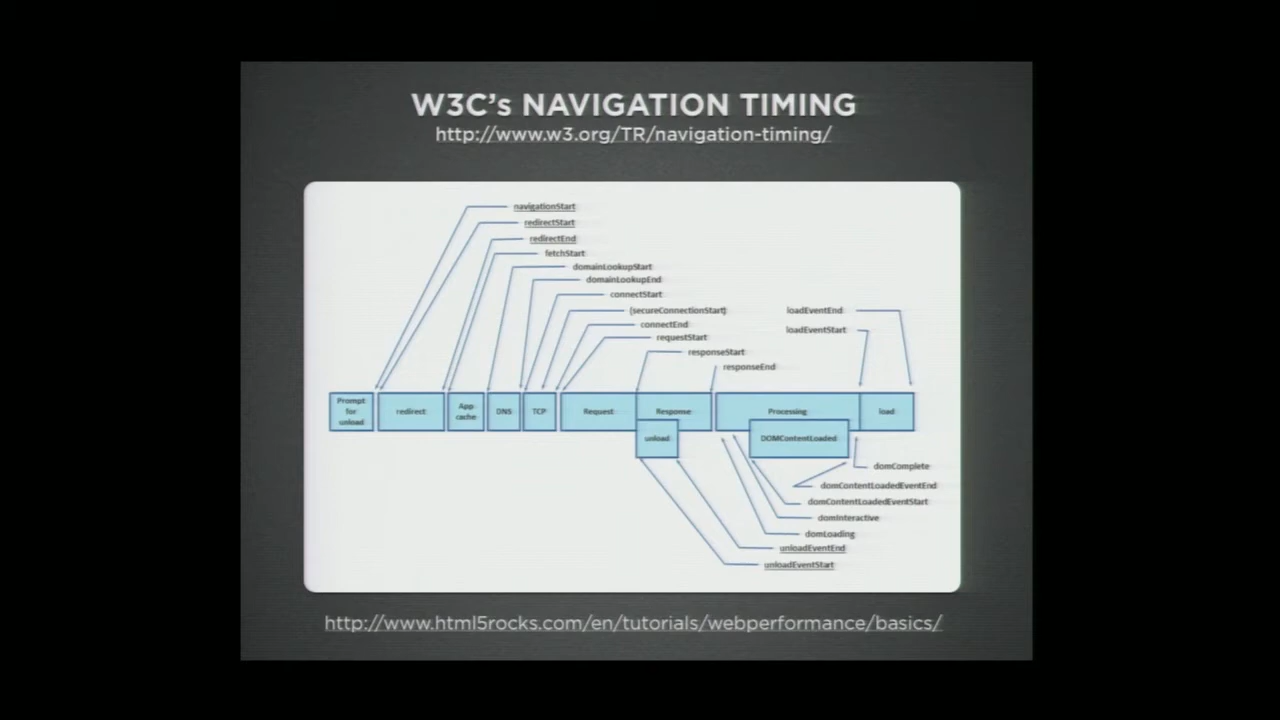 W3C's NAVIGATION TIMING
http://www.w3.org/TR/navigation-timing/
navigationStart
redirectStart
redirectEnd
fetchStart
domainLookupStart
domainLookupEnd
connectStart
(secureConnectionStart)
connectEnd
requestStart
responseStart
responseEnd
loadEventEnd
loadEventStart
Prompt
for
unload
redirect
App
cache
DNS
TCP
Request
Response
Processing
load
unload
DOMContentLoaded
domComplete
domContentLoadedEventEnd
domContentLoadedEventStart
domInteractive
domLoading
unloadEventEnd
unloadEventStart
http://www.html5rocks.com/en/tutorials/webperformance/basics/